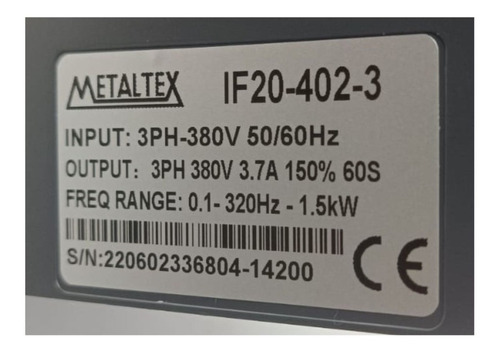 METALTEX IF20-402-3
INPUT: 3PH-380V 50/60Hz
OUTPUT: 3PH 380V 3.7A 150% 60S
FREQ RANGE: 0.1- 320Hz - 1.5kW
S/N:220602336804-14200
CE